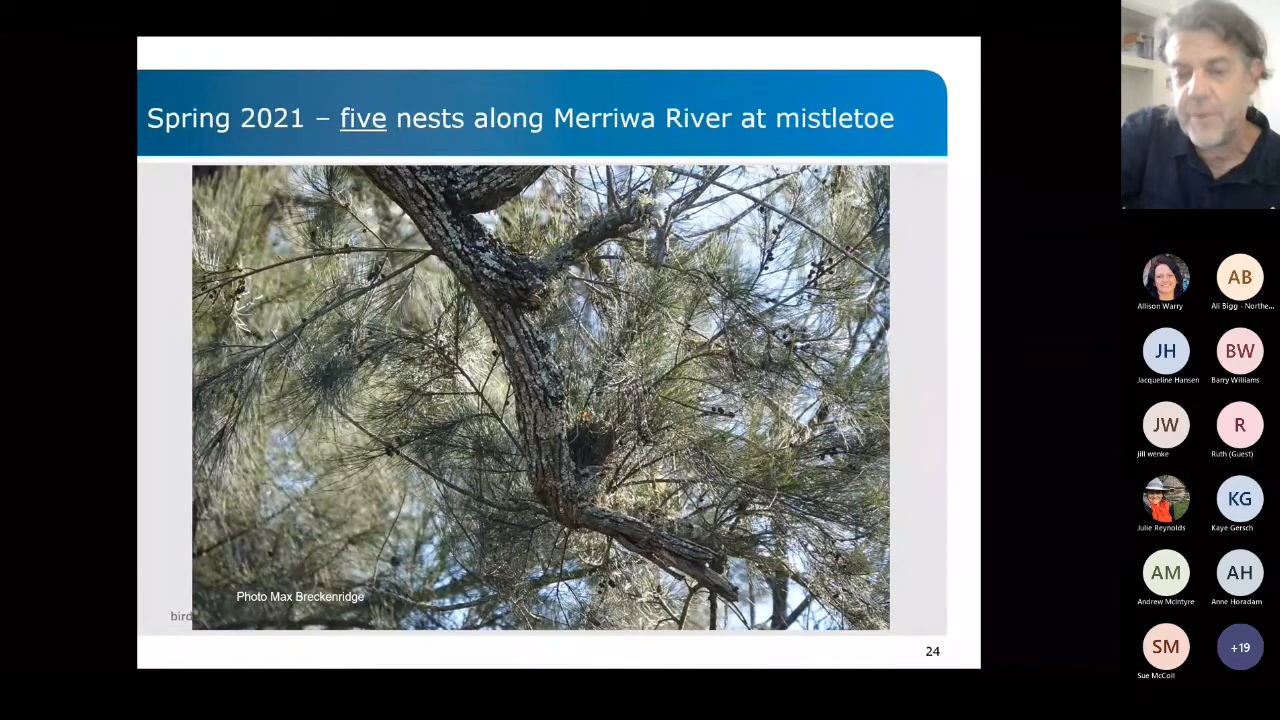 Spring 2021 – five nests along Merriwa River at mistletoe
Photo Max Breckenridge
bird
24
Allison Warry
AB
Ali Bigg - Northe...
JH
Jacqueline Hansen
BW
Barry Williams
JW
jill wenke
R
Ruth (Guest)
Julie Reynolds
KG
Kaye Gersch
AM
Andrew McIntyre
AH
Anne Horadam
SM
Sue McColl
+19